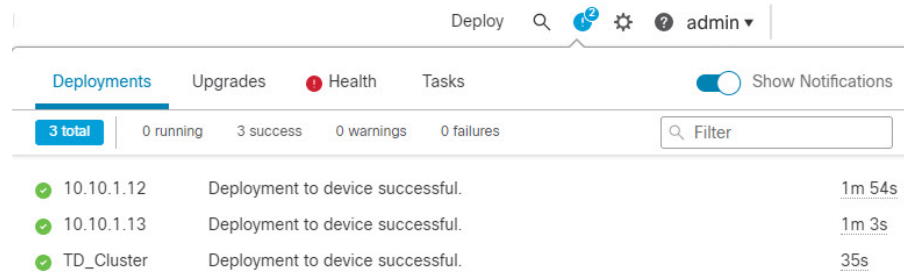 Deploy 2 ? admin
Deployments Upgrades ! Health Tasks Show Notifications
3 total 0 running 3 success 0 warnings 0 failures Filter
10.10.1.12 Deployment to device successful. 1m 54s
10.10.1.13 Deployment to device successful. 1m 3s
TD_Cluster Deployment to device successful. 35s